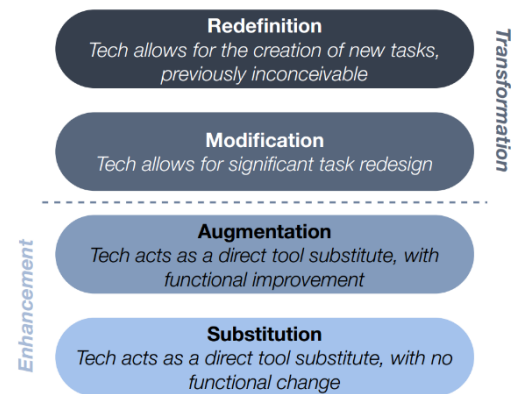 Redefinition
Tech allows for the creation of new tasks,
previously inconceivable
Transformation
Modification
Tech allows for significant task redesign
Augmentation
Tech acts as a direct tool substitute, with
functional improvement
Enhancement
Substitution
Tech acts as a direct tool substitute, with no
functional change